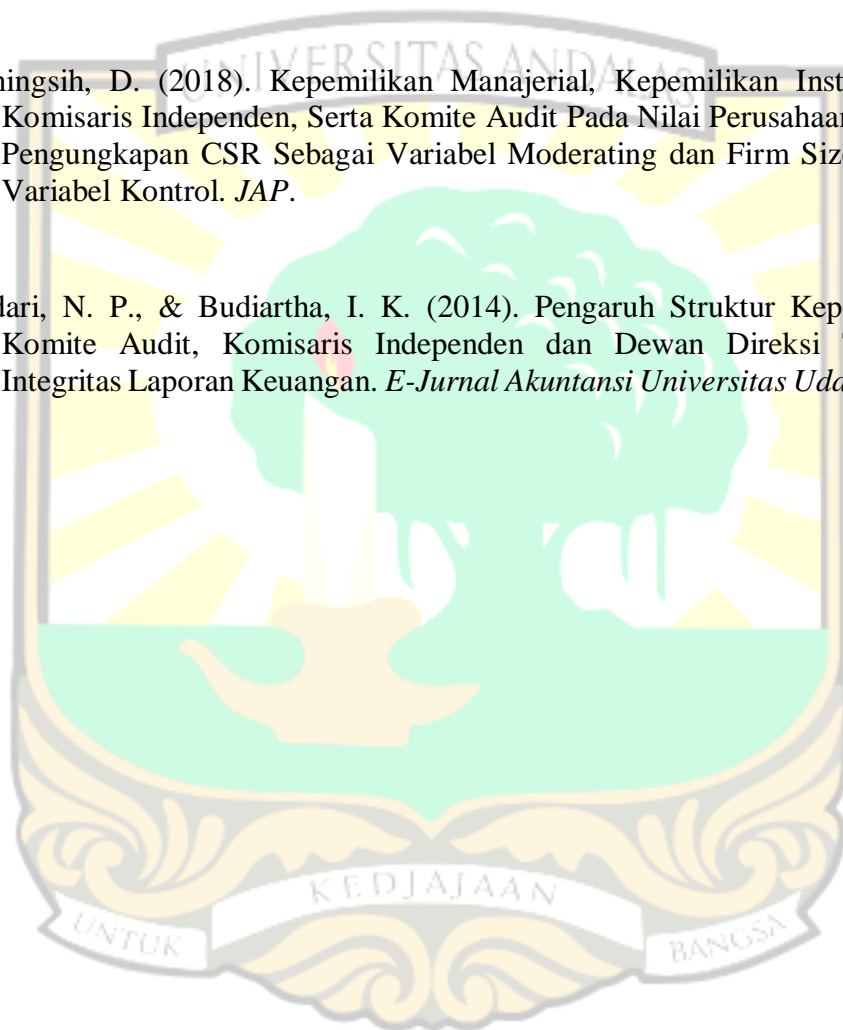 UNIVERSITAS ANDALAS
ningsih, D. (2018). Kepemilikan Manajerial, Kepemilikan Inst
Komisaris Independen, Serta Komite Audit Pada Nilai Perusahaan
Pengungkapan CSR Sebagai Variabel Moderating dan Firm Size
Variabel Kontrol. JAP.
dari, N. P., & Budiartha, I. K. (2014). Pengaruh Struktur Kep
Komite Audit, Komisaris Independen dan Dewan Direksi
Integritas Laporan Keuangan. E-Jurnal Akuntansi Universitas Uda
KEDJAJAAN
UNTUK
BANGSA